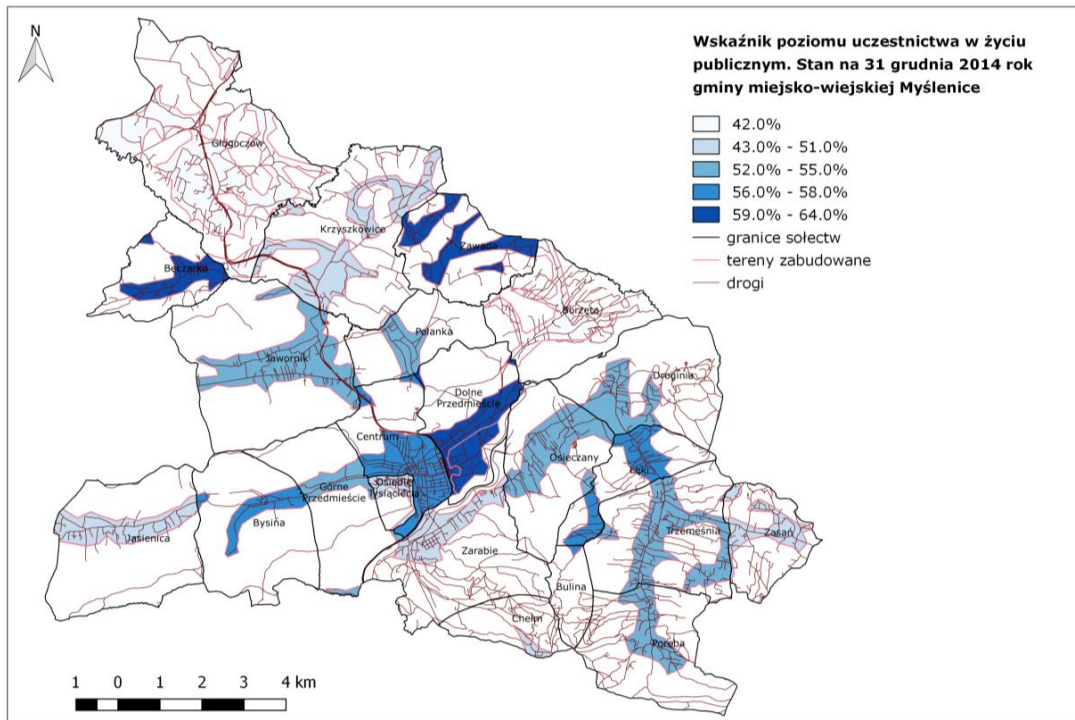 N
Wskaźnik poziomu uczestnictwa w życiu
publicznym. Stan na 31 grudnia 2014 rok
gminy miejsko-wiejskiej Myślenice
42.0%
43.0% - 51.0%
52.0% - 55.0%
56.0% - 58.0%
59.0% - 64.0%
granice sołectw
tereny zabudowane
drogi
Głogoczów
Krzyszkowice
Zawada
Bęczarka
Borzęta
Polanka
Jawornik
Droginia
Dolne
Przedmieście
Centrum
Osieczany
Łęki
Osiedle
Tysiąclecia
Górne
Przedmieście
Bysina
Jasienica
Trzemeśnia
Zasań
Zarabie
Bulina
Chełm
Poręba
1 0 1 2 3 4 km